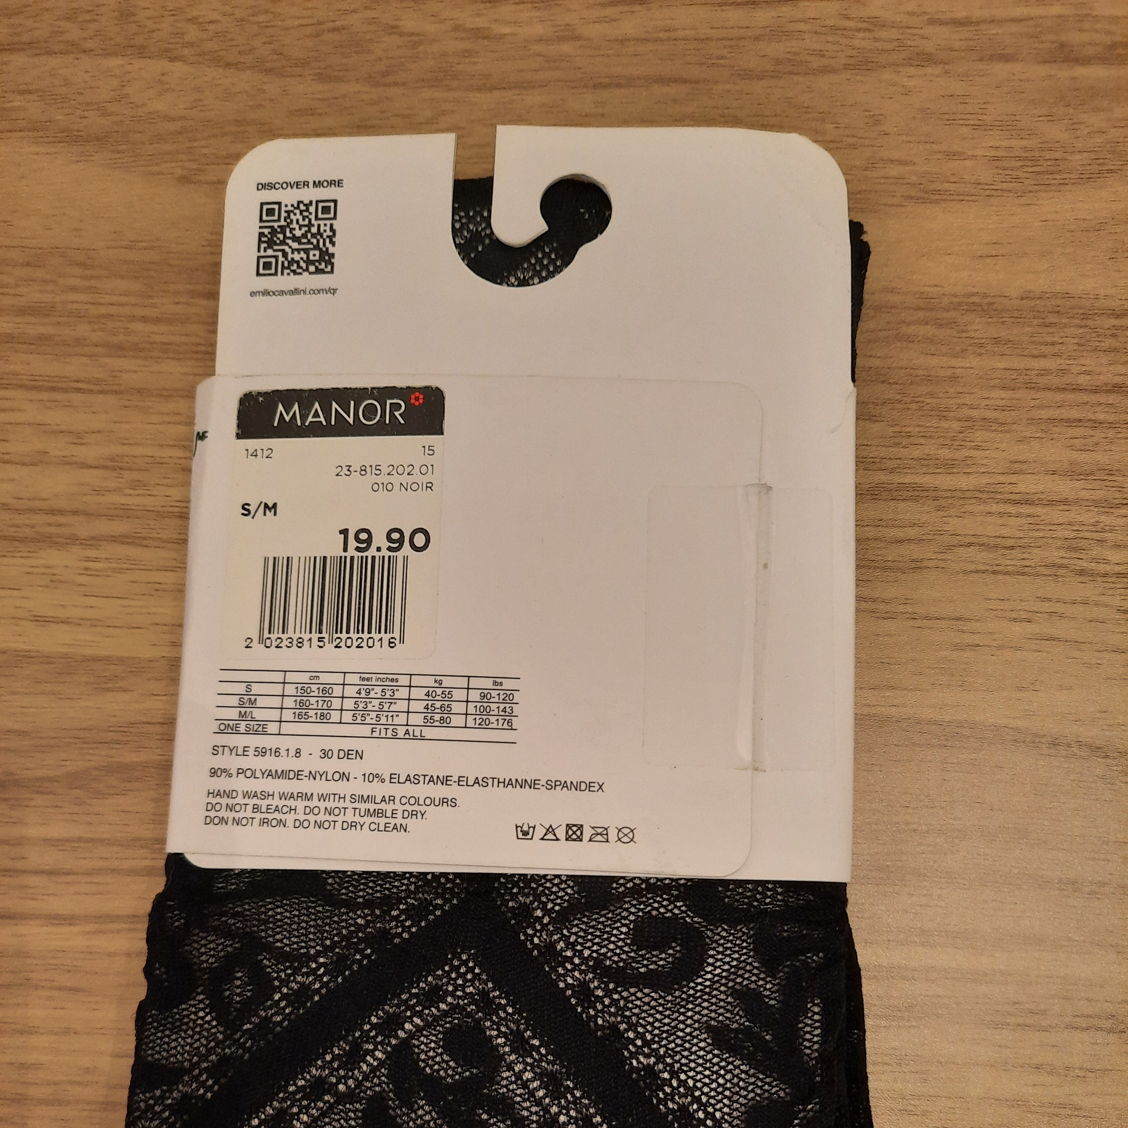 DISCOVER MORE
emiliocavallini.com/qr
MANOR
1412 15
23-815.202.01
010 NOIR
S/M
19.90
2 023815 202016
cm feet inches kg lbs
S 150-160 4'9"- 5'3" 40-55 90-120
S/M 160-170 5'3"- 5'7" 45-65 100-143
M/L 165-180 5'5"- 5'11" 55-80 120-176
ONE SIZE FITS ALL
STYLE 5916.1.8 - 30 DEN
90% POLYAMIDE-NYLON - 10% ELASTANE-ELASTHANNE-SPANDEX
HAND WASH WARM WITH SIMILAR COLOURS.
DO NOT BLEACH. DO NOT TUMBLE DRY.
DON NOT IRON. DO NOT DRY CLEAN.